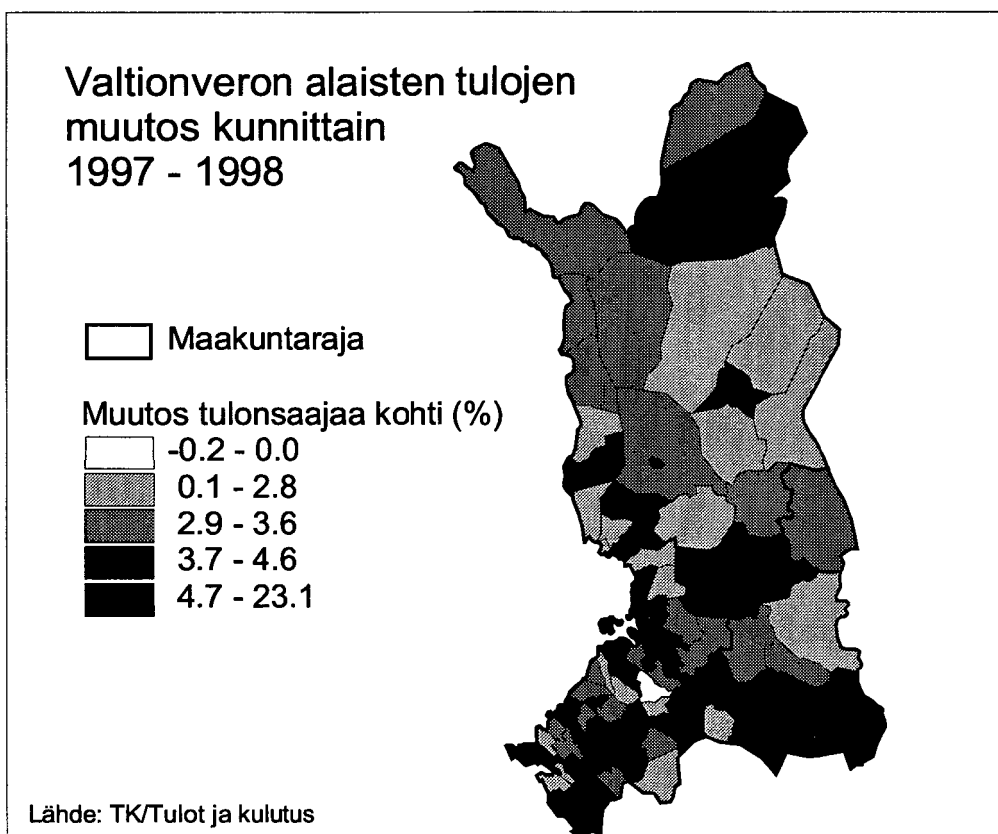 Valtionveron alaisten tulojen
muutos kunnittain
1997 - 1998
Maakuntaraja
Muutos tulonsaajaa kohti (%)
-0.2 - 0.0
0.1 - 2.8
2.9 - 3.6
3.7 - 4.6
4.7 - 23.1
Lähde: TK/Tulot ja kulutus